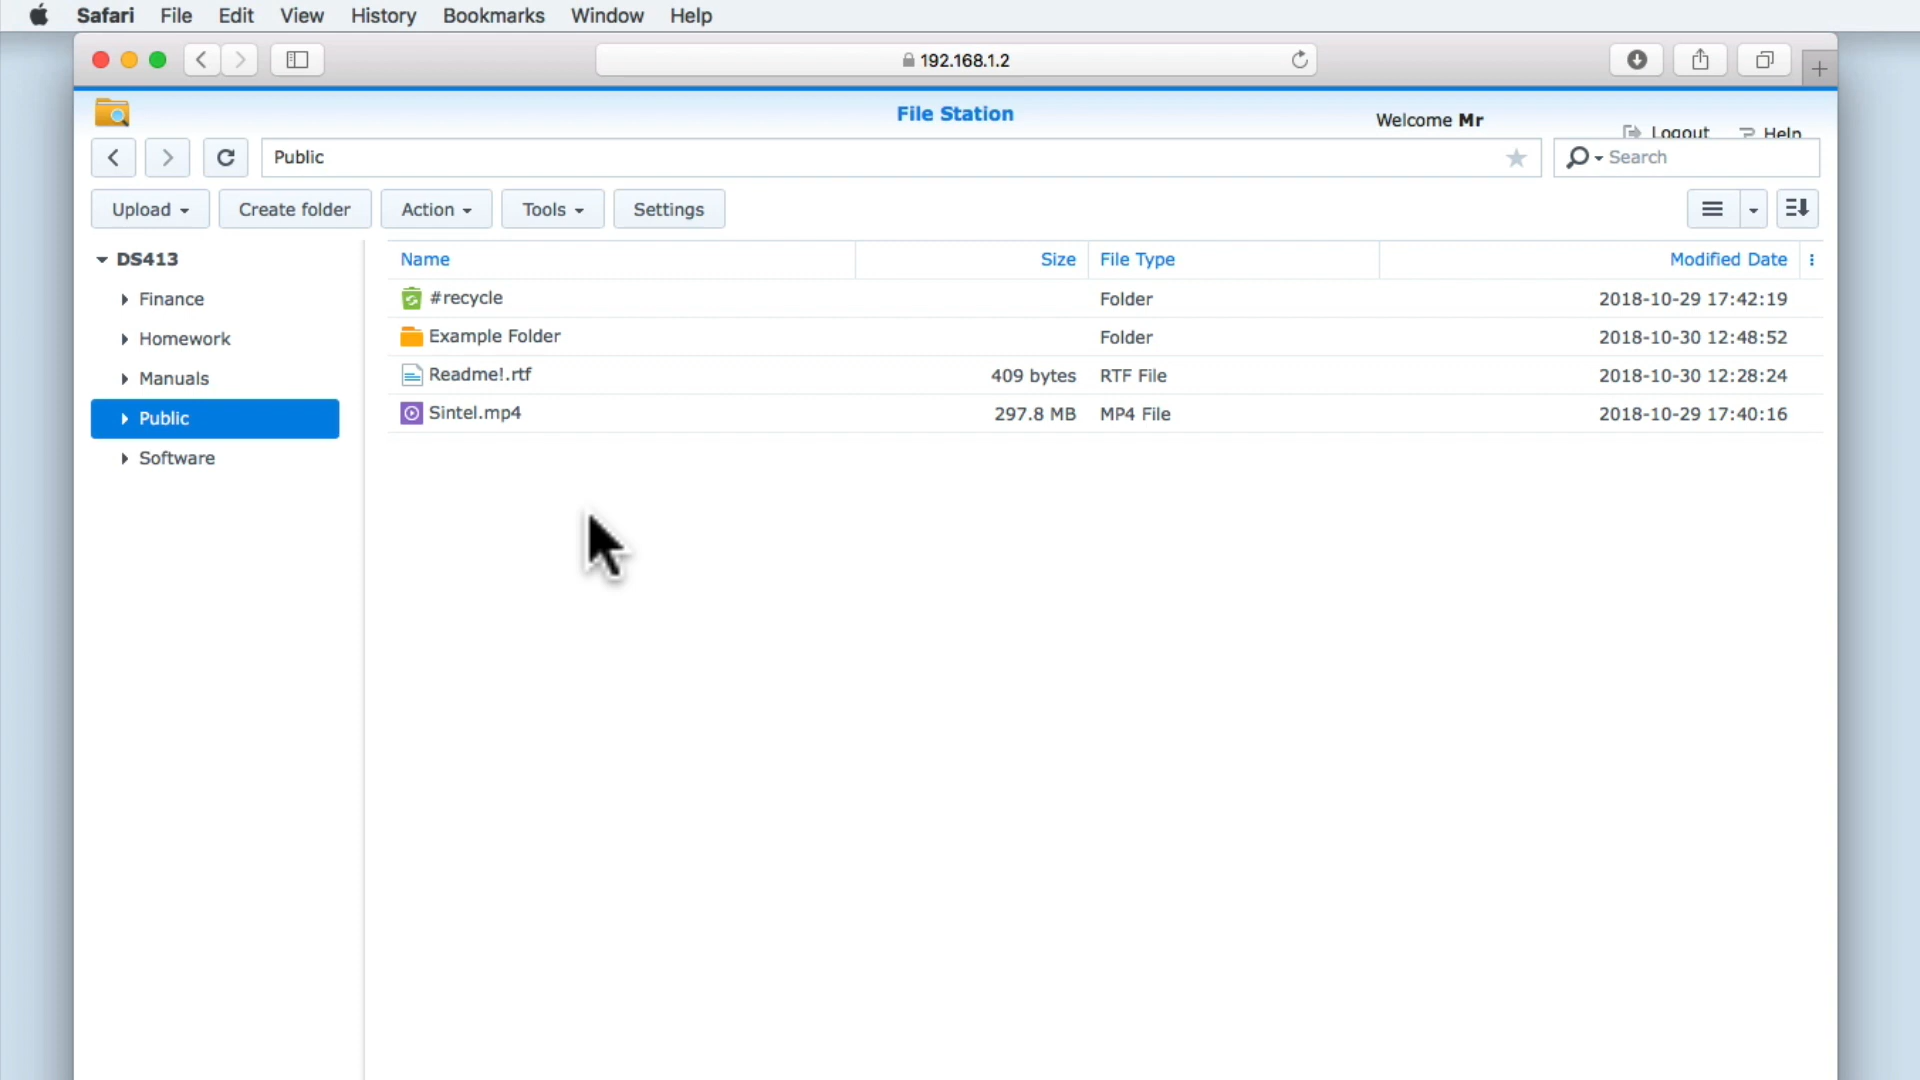 Safari File Edit View History Bookmarks Window Help
192.168.1.2
File Station
Welcome Mr
Logout Help
Public
Search
Upload Create folder Action Tools Settings
DS413
Finance
Homework
Manuals
Public
Software
Name Size File Type Modified Date
#recycle Folder 2018-10-29 17:42:19
Example Folder Folder 2018-10-30 12:48:52
Readme!.rtf 409 bytes RTF File 2018-10-30 12:28:24
Sintel.mp4 297.8 MB MP4 File 2018-10-29 17:40:16